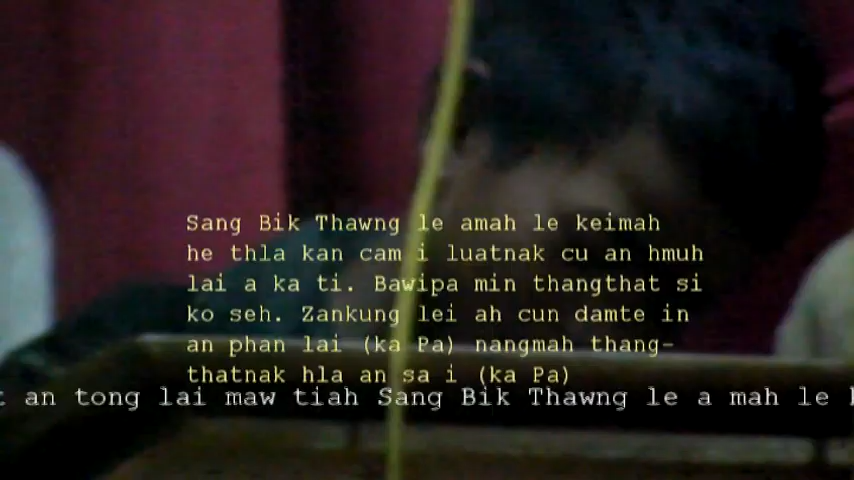 Sang Bik Thawng le amah le keimah
he thla kan cam i luatnak cu an hmuh
lai a ka ti. Bawipa min thangthat si
ko seh. Zankung lei ah cun damte in
an phan lai (ka Pa) nangmah thang-
thatnak hla an sa i (ka Pa)
an tong lai maw tiah Sang Bik Thawng le a mah le